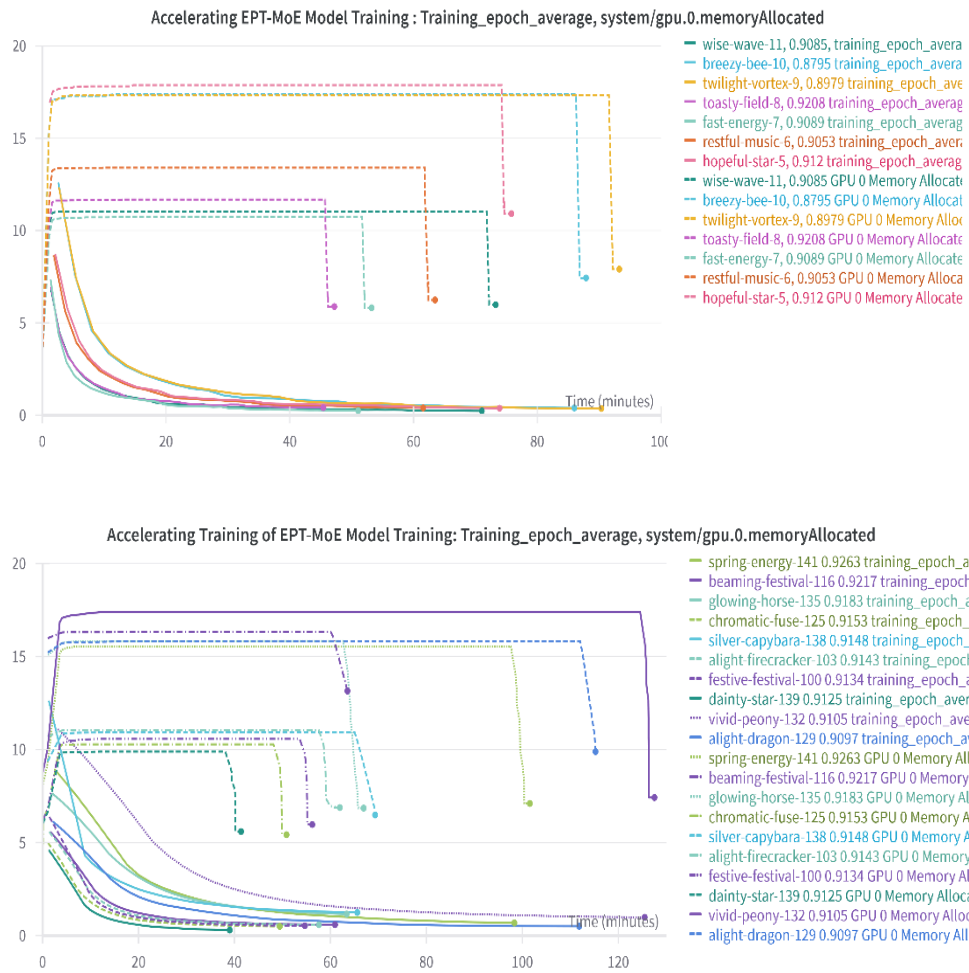 Accelerating EPT-MoE Model Training : Training_epoch_average, system/gpu.0.memoryAllocated
20
15
10
5
0
0
20
40
60
80
100
Time (minutes)
wise-wave-11, 0.9085, training_epoch_avera
breezy-bee-10, 0.8795 training_epoch_avera
twilight-vortex-9, 0.8979 training_epoch_ave
toasty-field-8, 0.9208 training_epoch_averag
fast-energy-7, 0.9089 training_epoch_averag
restful-music-6, 0.9053 training_epoch_avera
hopeful-star-5, 0.912 training_epoch_averag
wise-wave-11, 0.9085 GPU 0 Memory Allocate
breezy-bee-10, 0.8795 GPU 0 Memory Allocat
twilight-vortex-9, 0.8979 GPU 0 Memory Alloc
toasty-field-8, 0.9208 GPU 0 Memory Allocate
fast-energy-7, 0.9089 GPU 0 Memory Allocate
restful-music-6, 0.9053 GPU 0 Memory Alloca
hopeful-star-5, 0.912 GPU 0 Memory Allocate
Accelerating Training of EPT-MoE Model Training: Training_epoch_average, system/gpu.0.memoryAllocated
20
15
10
5
0
0
20
40
60
80
100
120
Time (minutes)
spring-energy-141 0.9263 training_epoch_a
beaming-festival-116 0.9217 training_epoch
glowing-horse-135 0.9183 training_epoch_a
chromatic-fuse-125 0.9153 training_epoch_
silver-capybara-138 0.9148 training_epoch_
alight-firecracker-103 0.9143 training_epoch
festive-festival-100 0.9134 training_epoch_a
dainty-star-139 0.9125 training_epoch_aver
vivid-peony-132 0.9105 training_epoch_ave
alight-dragon-129 0.9097 training_epoch_av
spring-energy-141 0.9263 GPU 0 Memory All
beaming-festival-116 0.9217 GPU 0 Memory
glowing-horse-135 0.9183 GPU 0 Memory Al
chromatic-fuse-125 0.9153 GPU 0 Memory A
silver-capybara-138 0.9148 GPU 0 Memory A
alight-firecracker-103 0.9143 GPU 0 Memory
festive-festival-100 0.9134 GPU 0 Memory Al
dainty-star-139 0.9125 GPU 0 Memory Alloca
vivid-peony-132 0.9105 GPU 0 Memory Alloc
alight-dragon-129 0.9097 GPU 0 Memory All